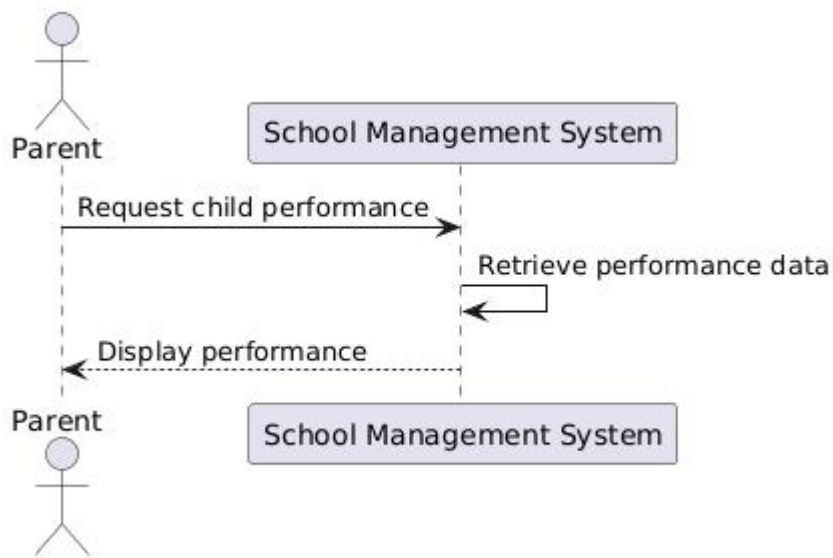 Parent
School Management System
Request child performance
Retrieve performance data
Display performance
Parent
School Management System